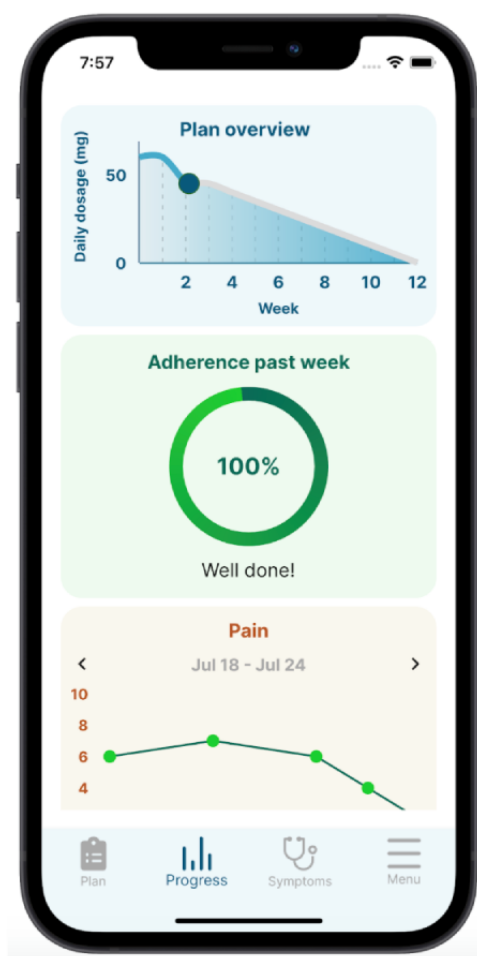 7:57
Plan overview
Daily dosage (mg)
50
0
2 4 6 8 10 12
Week
Adherence past week
100%
Well done!
Pain
Jul 18 - Jul 24
10
8
6
4
Plan Progress Symptoms Menu